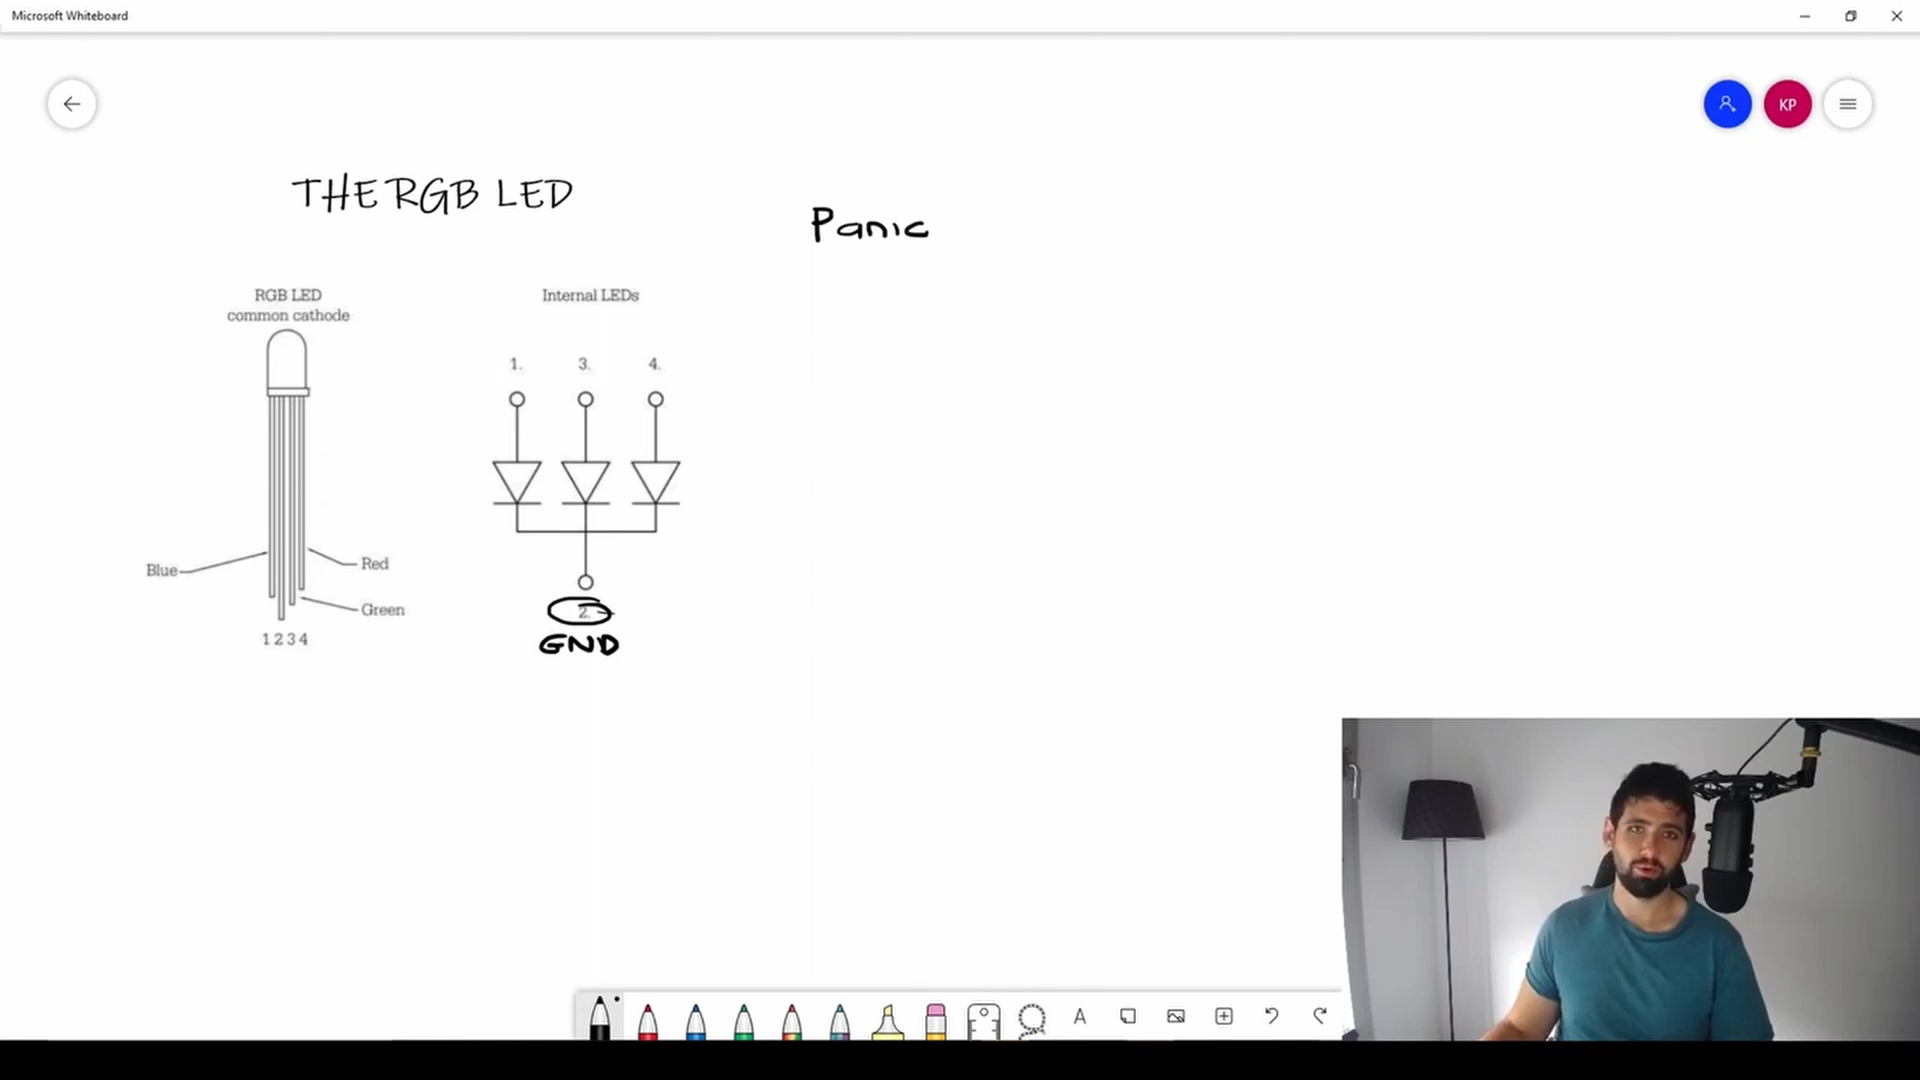 Microsoft Whiteboard
KP
THE RGB LED
Panic
RGB LED
common cathode
Internal LEDs
1. 3. 4.
Blue
Red
Green
1 2 3 4
2.
GND
A